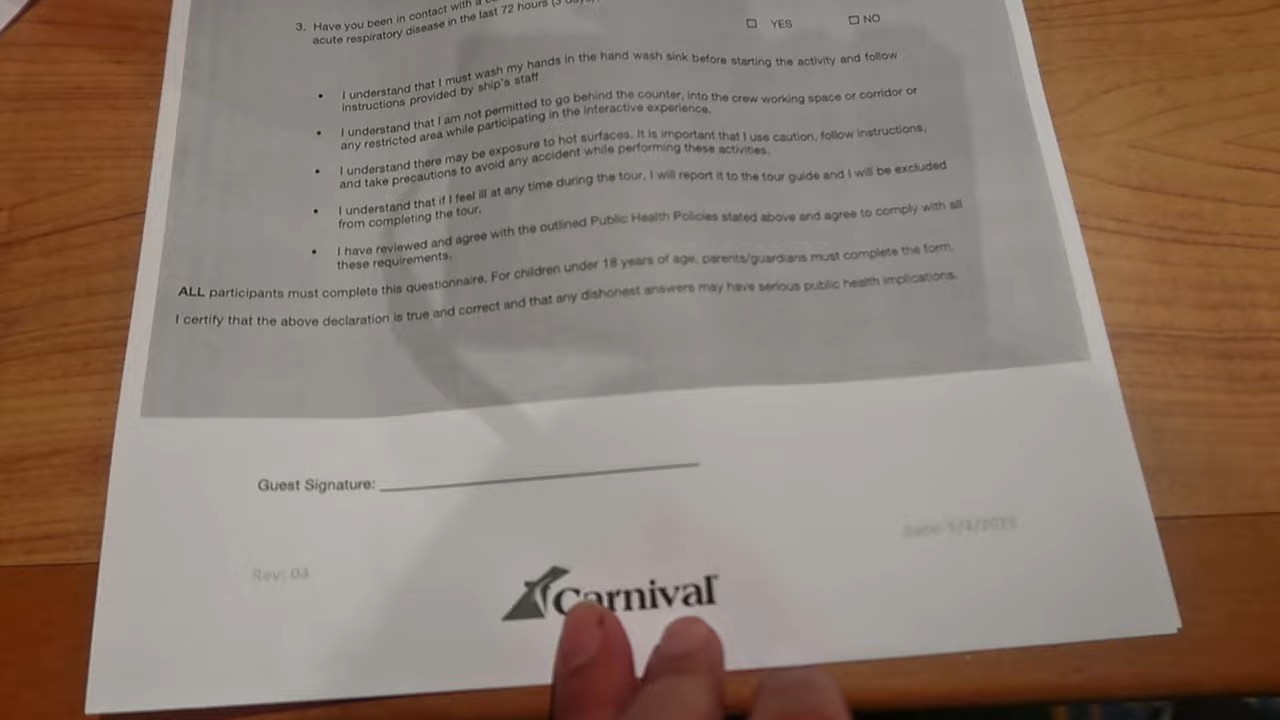 3. Have you been in contact with a
acute respiratory disease in the last 72 hours (3
☐ YES ☐ NO
• I understand that I must wash my hands in the hand wash sink before starting the activity and follow
instructions provided by ship's staff
• I understand that I am not permitted to go behind the counter, into the crew working space or corridor or
any restricted area while participating in the interactive experience.
• I understand there may be exposure to hot surfaces. It is important that I use caution, follow instructions,
and take precautions to avoid any accident while performing these activities.
• I understand that if I feel ill at any time during the tour, I will report it to the tour guide and I will be excluded
from completing the tour.
• I have reviewed and agree with the outlined Public Health Policies stated above and agree to comply with all
these requirements.
ALL participants must complete this questionnaire. For children under 18 years of age, parents/guardians must complete the form.
I certify that the above declaration is true and correct and that any dishonest answers may have serious public health implications.
Guest Signature:
Rev: 04
Date:
Carnival